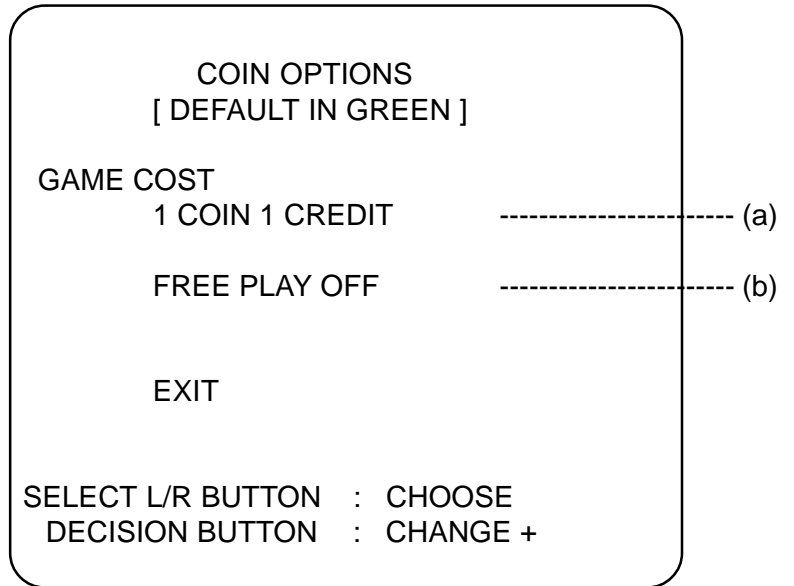 COIN OPTIONS
[ DEFAULT IN GREEN ]
GAME COST
1 COIN 1 CREDIT ------------------------ (a)
FREE PLAY OFF ------------------------ (b)
EXIT
SELECT L/R BUTTON : CHOOSE
DECISION BUTTON : CHANGE +